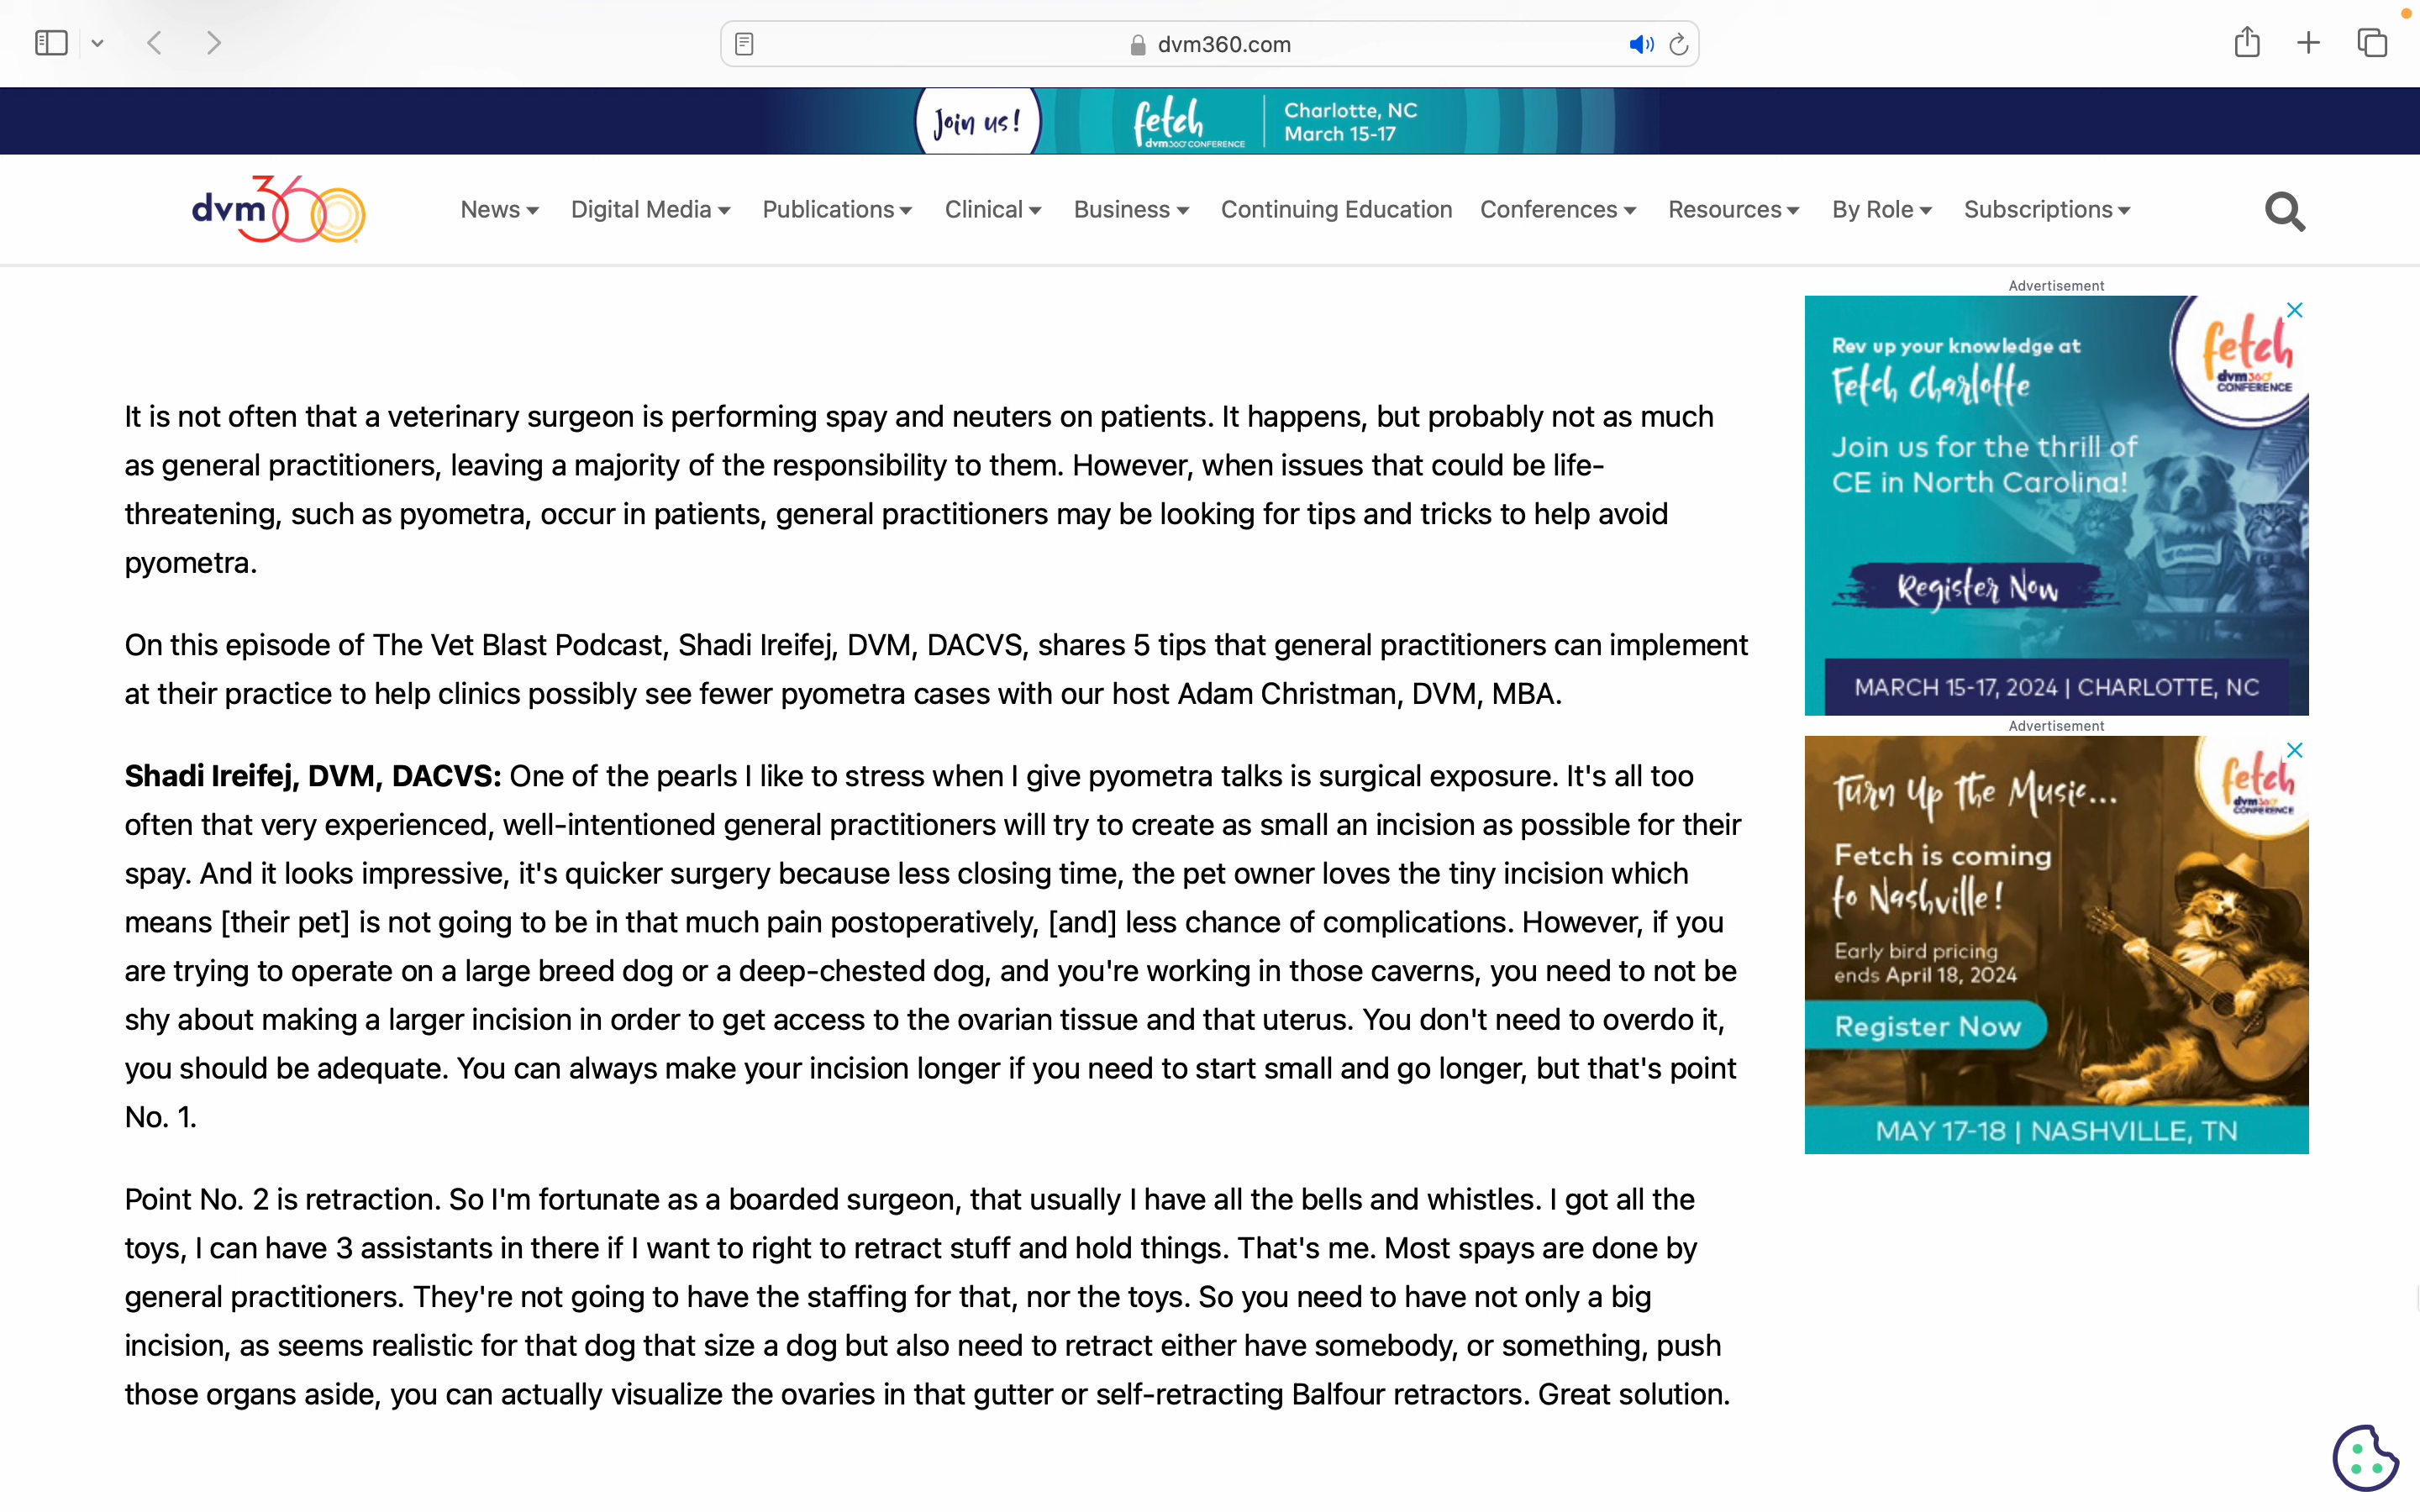 dvm360.com
Join us!
fetch
dvm360 CONFERENCE
Charlotte, NC
March 15-17
dvm360
News
Digital Media
Publications
Clinical
Business
Continuing Education
Conferences
Resources
By Role
Subscriptions
It is not often that a veterinary surgeon is performing spay and neuters on patients. It happens, but probably not as much
as general practitioners, leaving a majority of the responsibility to them. However, when issues that could be life-
threatening, such as pyometra, occur in patients, general practitioners may be looking for tips and tricks to help avoid
pyometra.
On this episode of The Vet Blast Podcast, Shadi Ireifej, DVM, DACVS, shares 5 tips that general practitioners can implement
at their practice to help clinics possibly see fewer pyometra cases with our host Adam Christman, DVM, MBA.
Shadi Ireifej, DVM, DACVS: One of the pearls I like to stress when I give pyometra talks is surgical exposure. It's all too
often that very experienced, well-intentioned general practitioners will try to create as small an incision as possible for their
spay. And it looks impressive, it's quicker surgery because less closing time, the pet owner loves the tiny incision which
means [their pet] is not going to be in that much pain postoperatively, [and] less chance of complications. However, if you
are trying to operate on a large breed dog or a deep-chested dog, and you're working in those caverns, you need to not be
shy about making a larger incision in order to get access to the ovarian tissue and that uterus. You don't need to overdo it,
you should be adequate. You can always make your incision longer if you need to start small and go longer, but that's point
No. 1.
Point No. 2 is retraction. So I'm fortunate as a boarded surgeon, that usually I have all the bells and whistles. I got all the
toys, I can have 3 assistants in there if I want to right to retract stuff and hold things. That's me. Most spays are done by
general practitioners. They're not going to have the staffing for that, nor the toys. So you need to have not only a big
incision, as seems realistic for that dog that size a dog but also need to retract either have somebody, or something, push
those organs aside, you can actually visualize the ovaries in that gutter or self-retracting Balfour retractors. Great solution.
Advertisement
fetch
dvm360
CONFERENCE
Rev up your knowledge at
Fetch Charlotte
Join us for the thrill of
CE in North Carolina!
Register Now
MARCH 15-17, 2024 | CHARLOTTE, NC
Advertisement
fetch
dvm360
CONFERENCE
Turn Up the Music...
Fetch is coming
to Nashville!
Early bird pricing
ends April 18, 2024
Register Now
MAY 17-18 | NASHVILLE, TN